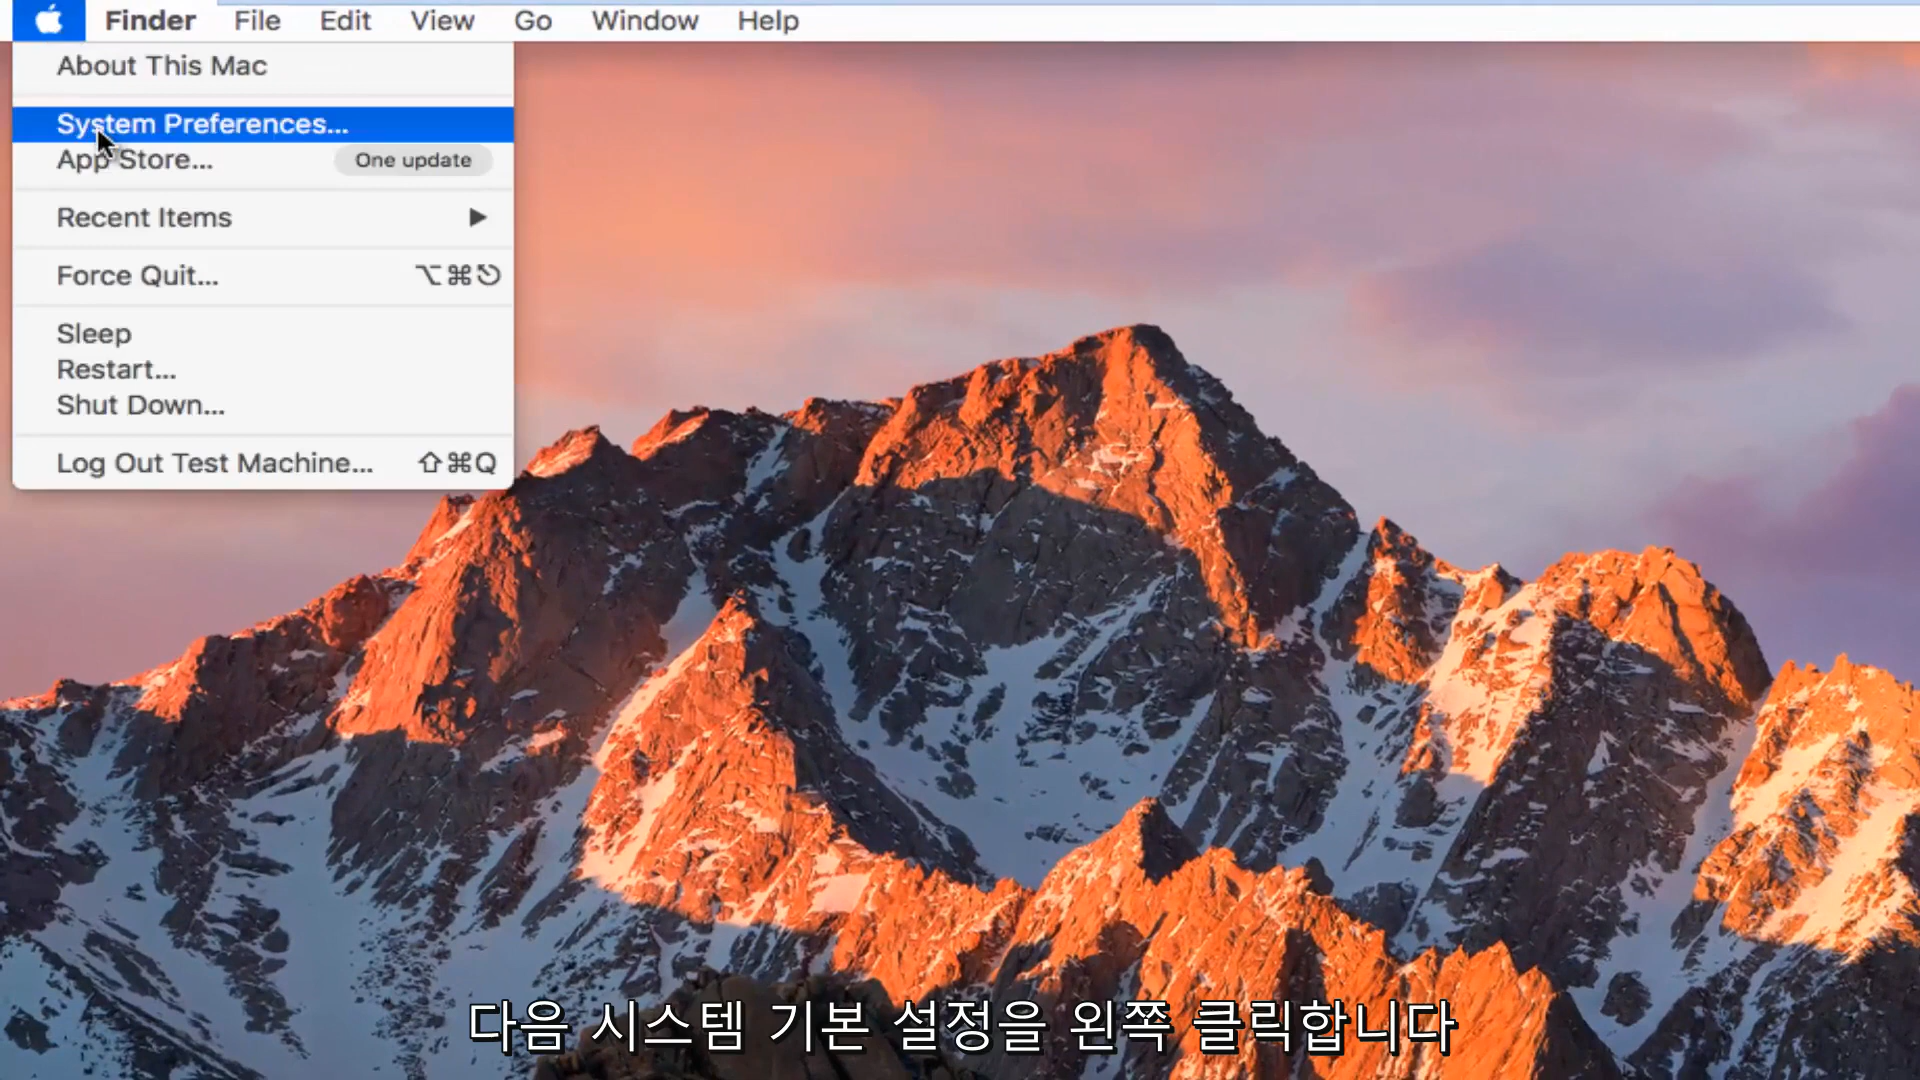 Finder File Edit View Go Window Help
About This Mac
System Preferences...
App Store... One update
Recent Items ▶
Force Quit... ⌥⌘⎋
Sleep
Restart...
Shut Down...
Log Out Test Machine... ⇧⌘Q
다음 시스템 기본 설정을 왼쪽 클릭합니다